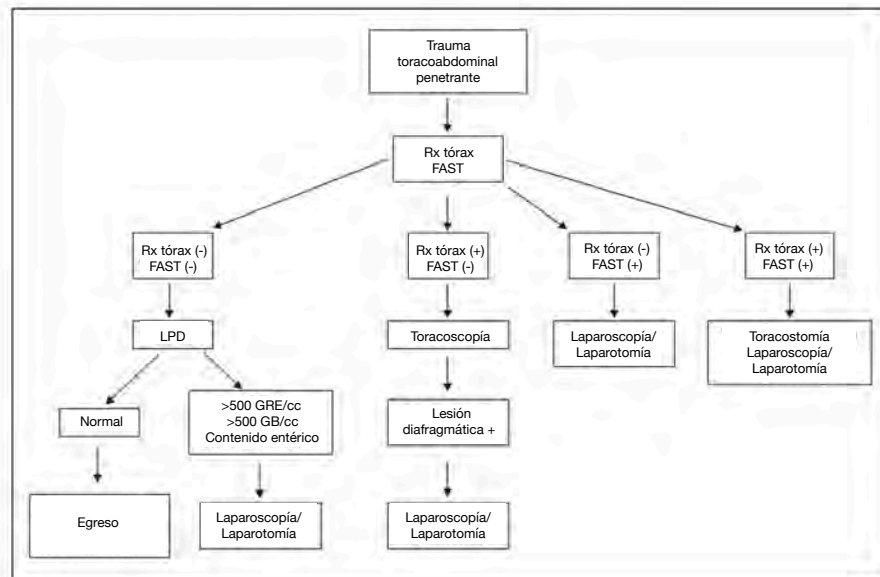 Trauma
toracoabdominal
penetrante
Rx tórax
FAST
Rx tórax (-)
FAST (-)
Rx tórax (+)
FAST (-)
Rx tórax (-)
FAST (+)
Rx tórax (+)
FAST (+)
LPD
Toracoscopía
Laparoscopía/
Laparotomía
Toracostomía
Laparoscopía/
Laparotomía
Normal
>500 GRE/cc
>500 GB/cc
Contenido entérico
Lesión
diafragmática +
Egreso
Laparoscopía/
Laparotomía
Laparoscopía/
Laparotomía